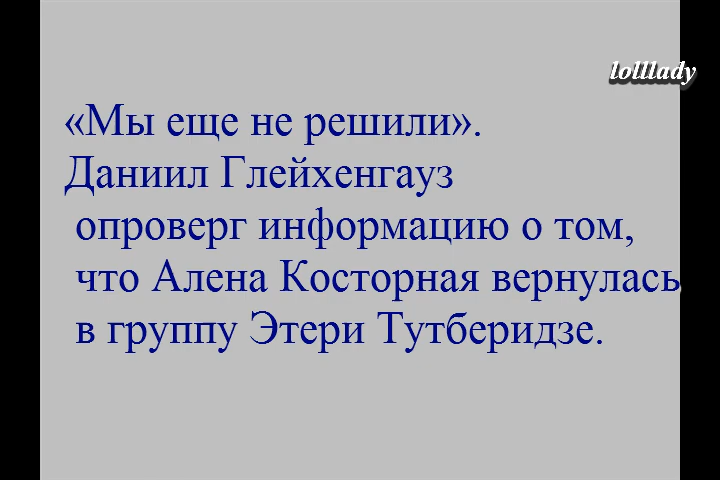 lolllady
«Мы еще не решили».
Даниил Глейхенгауз
опроверг информацию о том,
что Алена Косторная вернулась
в группу Этери Тутберидзе.